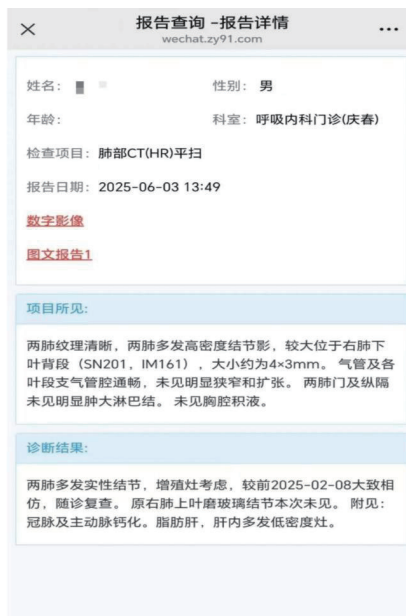 报告查询 –报告详情
wechat.zy91.com
姓名：
性别： 男
年龄：
科室： 呼吸内科门诊(庆春)
检查项目： 肺部CT(HR)平扫
报告日期： 2025-06-03 13:49
数字影像
图文报告1
项目所见:
两肺纹理清晰，两肺多发高密度结节影，较大位于右肺下
叶背段（SN201，IM161），大小约为4×3mm。 气管及各
叶段支气管腔通畅，未见明显狭窄和扩张。 两肺门及纵隔
未见明显肿大淋巴结。 未见胸腔积液。
诊断结果:
两肺多发实性结节，增殖灶考虑，较前2025-02-08大致相
仿，随诊复查。 原右肺上叶磨玻璃结节本次未见。 附见：
冠脉及主动脉钙化。脂肪肝，肝内多发低密度灶。